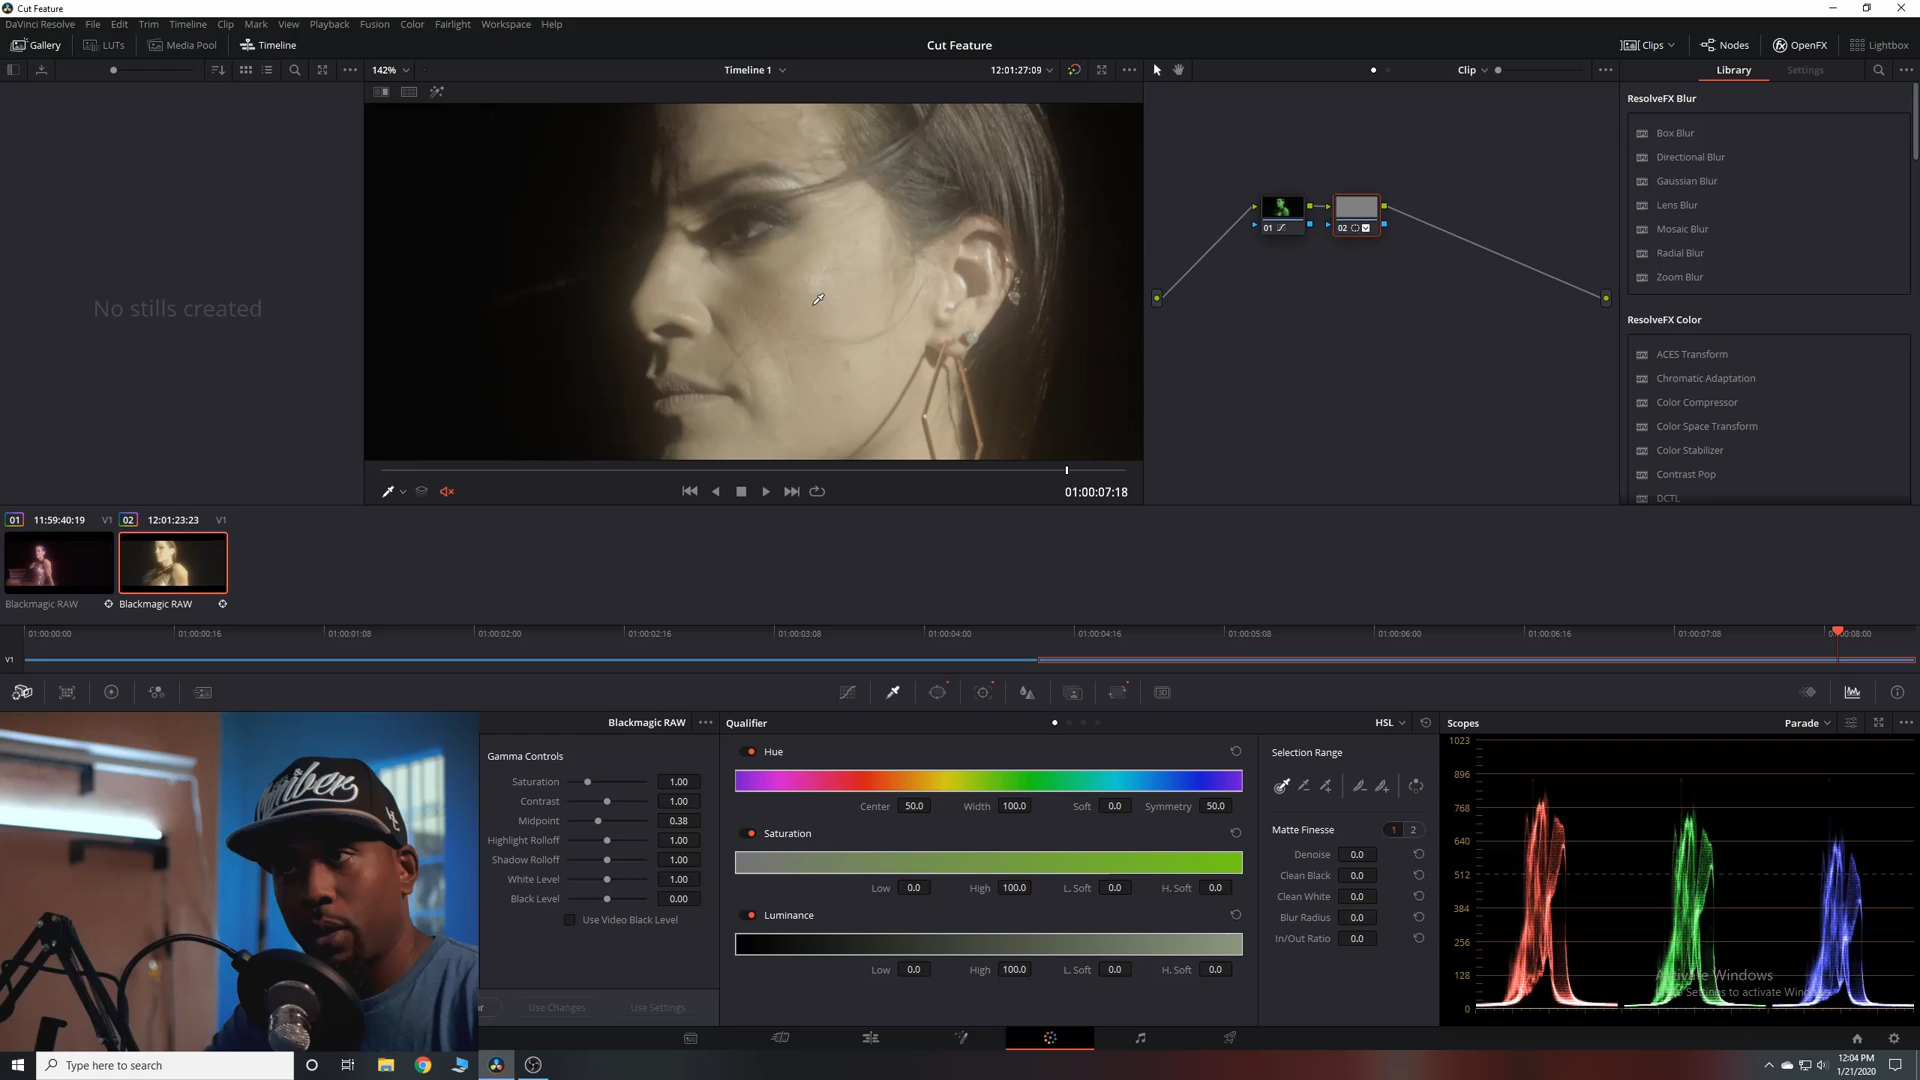 Cut Feature
DaVinci Resolve File Edit Trim Timeline Clip Mark View Playback Fusion Color Fairlight Workspace Help
Gallery LUTs Media Pool Timeline Cut Feature Clips Nodes OpenFX Lightbox
142% Timeline 1 12:01:27:09 Clip Library Settings
ResolveFX Blur
Box Blur
Directional Blur
Gaussian Blur
Lens Blur
Mosaic Blur
Radial Blur
Zoom Blur
01 02
No stills created
ResolveFX Color
ACES Transform
Chromatic Adaptation
Color Compressor
Color Space Transform
Color Stabilizer
Contrast Pop
DCTL
01:00:07:18
01 11:59:40:19 V1 02 12:01:23:23 V1
Blackmagic RAW Blackmagic RAW
01:00:00:00 01:00:00:16 01:00:01:08 01:00:02:00 01:00:02:16 01:00:03:08 01:00:04:00 01:00:04:16 01:00:05:08 01:00:06:00 01:00:06:16 01:00:07:08 01:00:08:00
V1
Blackmagic RAW Qualifier HSL Scopes Parade
Gamma Controls
Saturation 1.00
Contrast 1.00
Midpoint 0.38
Highlight Rolloff 1.00
Shadow Rolloff 1.00
White Level 1.00
Black Level 0.00
Use Video Black Level
Use Changes Use Settings
Hue
Center 50.0 Width 100.0 Soft 0.0 Symmetry 50.0
Saturation
Low 0.0 High 100.0 L. Soft 0.0 H. Soft 0.0
Luminance
Low 0.0 High 100.0 L. Soft 0.0 H. Soft 0.0
Selection Range
Matte Finesse 1 2
Denoise 0.0
Clean Black 0.0
Clean White 0.0
Blur Radius 0.0
In/Out Ratio 0.0
1023
896
768
640
512
384
256
128
0
Activate Windows
Settings to activate
Type here to search
12:04 PM
1/21/2020